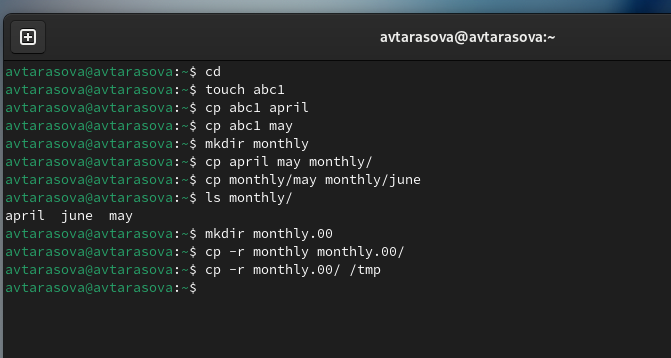 avtarasova@avtarasova:~
avtarasova@avtarasova:~$ cd
avtarasova@avtarasova:~$ touch abc1
avtarasova@avtarasova:~$ cp abc1 april
avtarasova@avtarasova:~$ cp abc1 may
avtarasova@avtarasova:~$ mkdir monthly
avtarasova@avtarasova:~$ cp april may monthly/
avtarasova@avtarasova:~$ cp monthly/may monthly/june
avtarasova@avtarasova:~$ ls monthly/
april  june  may
avtarasova@avtarasova:~$ mkdir monthly.00
avtarasova@avtarasova:~$ cp -r monthly monthly.00/
avtarasova@avtarasova:~$ cp -r monthly.00/ /tmp
avtarasova@avtarasova:~$